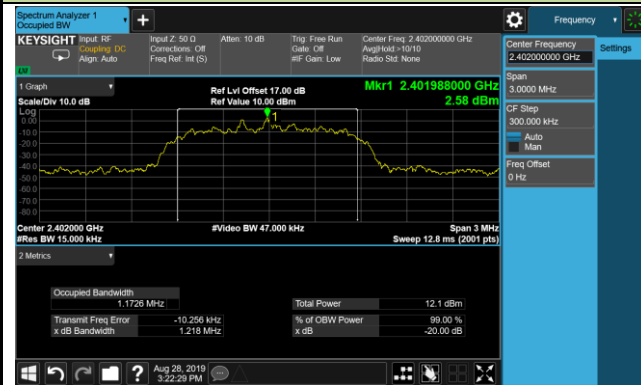 Spectrum Analyzer 1
Occupied BW
Frequency
KEYSIGHT
Input: RF
Coupling: DC
Align: Auto
Input Z: 50 Ω
Corrections: Off
Freq Ref: Int (S)
Atten: 10 dB
Trig: Free Run
Gate: Off
#IF Gain: Low
Center Freq: 2.402000000 GHz
Avg|Hold:>10/10
Radio Std: None
Center Frequency
2.402000000 GHz
Settings
Span
3.0000 MHz
CF Step
300.000 kHz
Auto
Man
Freq Offset
0 Hz
1 Graph
Scale/Div 10.0 dB
Ref Lvl Offset 17.00 dB
Ref Value 10.00 dBm
Mkr1 2.401988000 GHz
2.58 dBm
Log
0.00
-10.0
-20.0
-30.0
-40.0
-50.0
-60.0
-70.0
-80.0
1
Center 2.402000 GHz
#Res BW 15.000 kHz
#Video BW 47.000 kHz
Span 3 MHz
Sweep 12.8 ms (2001 pts)
2 Metrics
Occupied Bandwidth
1.1726 MHz
Total Power 12.1 dBm
Transmit Freq Error -10.256 kHz
% of OBW Power 99.00 %
x dB Bandwidth 1.218 MHz
x dB -20.00 dB
?
Aug 28, 2019
3:22:29 PM